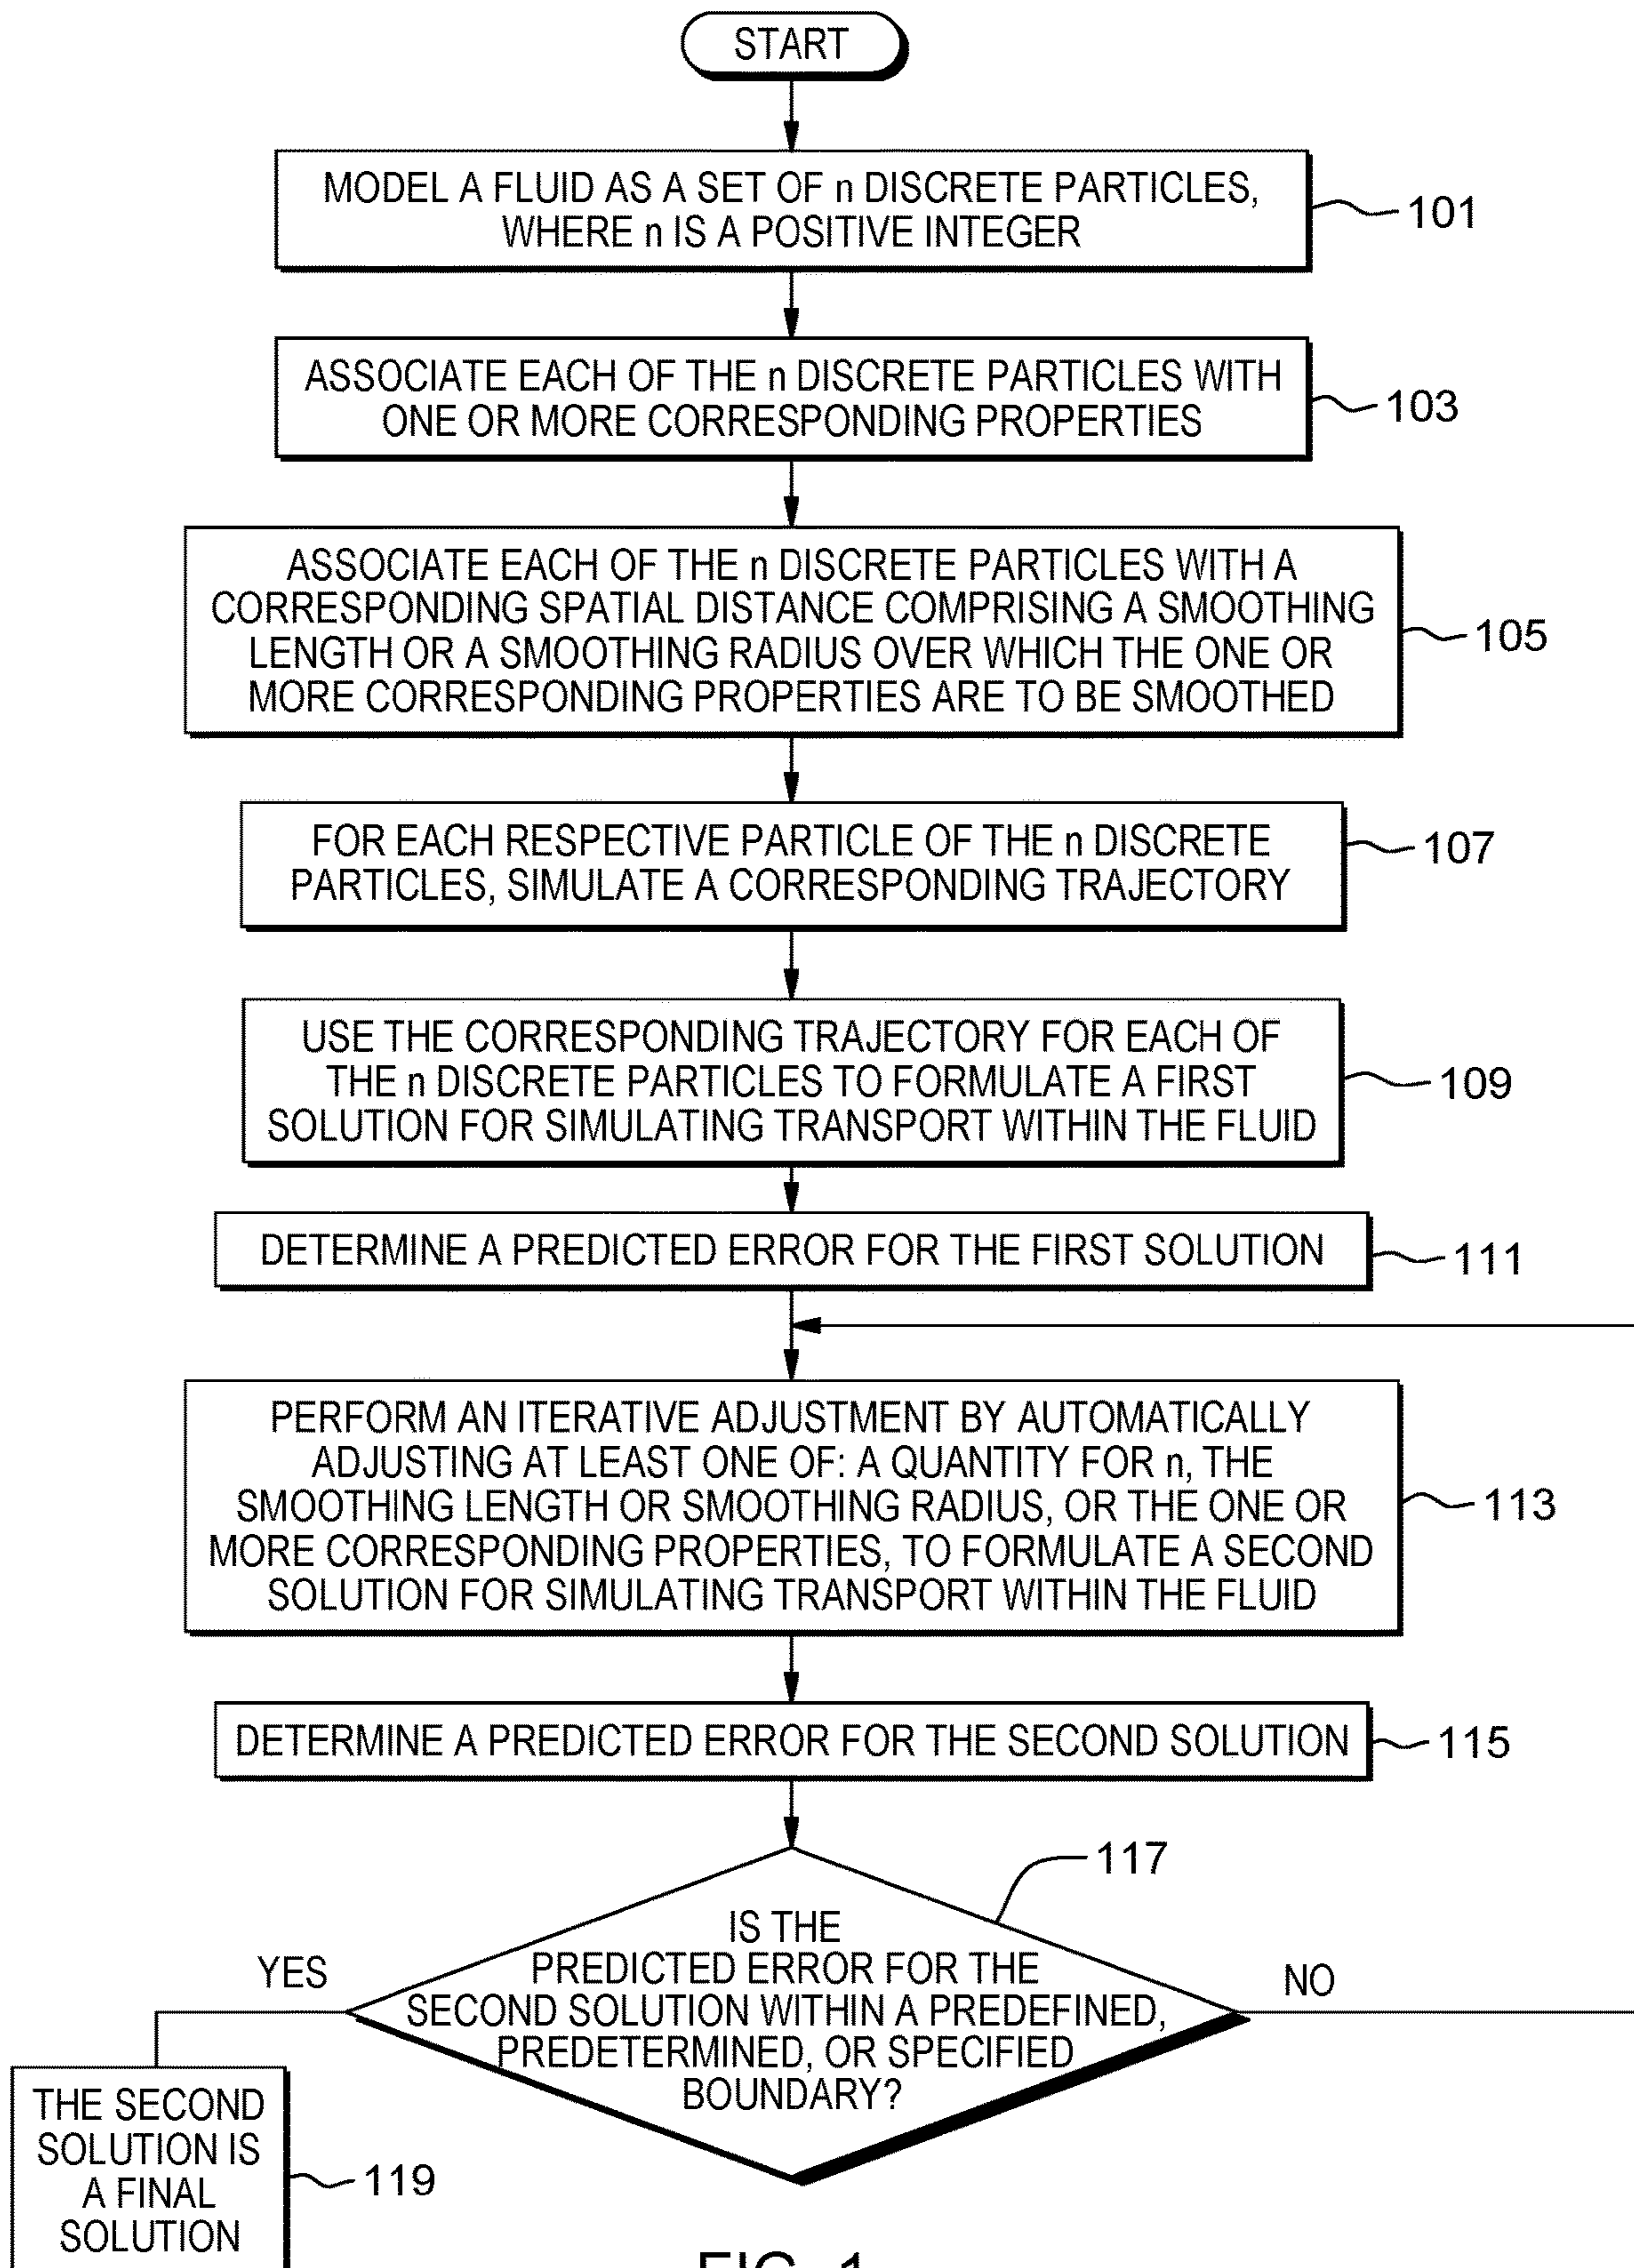 START
MODEL A FLUID AS A SET OF n DISCRETE PARTICLES,
WHERE n IS A POSITIVE INTEGER
101
ASSOCIATE EACH OF THE n DISCRETE PARTICLES WITH
ONE OR MORE CORRESPONDING PROPERTIES
103
ASSOCIATE EACH OF THE n DISCRETE PARTICLES WITH A
CORRESPONDING SPATIAL DISTANCE COMPRISING A SMOOTHING
LENGTH OR A SMOOTHING RADIUS OVER WHICH THE ONE OR
MORE CORRESPONDING PROPERTIES ARE TO BE SMOOTHED
105
FOR EACH RESPECTIVE PARTICLE OF THE n DISCRETE
PARTICLES, SIMULATE A CORRESPONDING TRAJECTORY
107
USE THE CORRESPONDING TRAJECTORY FOR EACH OF
THE n DISCRETE PARTICLES TO FORMULATE A FIRST
SOLUTION FOR SIMULATING TRANSPORT WITHIN THE FLUID
109
DETERMINE A PREDICTED ERROR FOR THE FIRST SOLUTION
111
PERFORM AN ITERATIVE ADJUSTMENT BY AUTOMATICALLY
ADJUSTING AT LEAST ONE OF: A QUANTITY FOR n, THE
SMOOTHING LENGTH OR SMOOTHING RADIUS, OR THE ONE OR
MORE CORRESPONDING PROPERTIES, TO FORMULATE A SECOND
SOLUTION FOR SIMULATING TRANSPORT WITHIN THE FLUID
113
DETERMINE A PREDICTED ERROR FOR THE SECOND SOLUTION
115
117
IS THE
PREDICTED ERROR FOR THE
SECOND SOLUTION WITHIN A PREDEFINED,
PREDETERMINED, OR SPECIFIED
BOUNDARY?
YES
NO
THE SECOND
SOLUTION IS
A FINAL
SOLUTION
119
FIG. 1